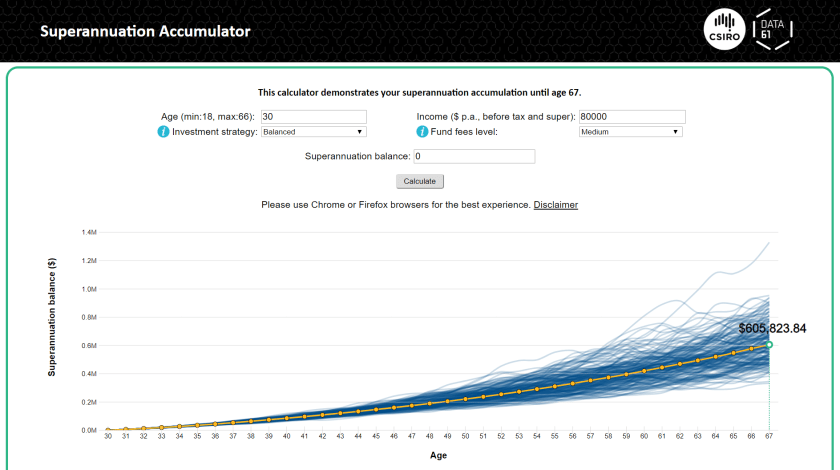 Superannuation Accumulator
CSIRO
DATA
61
This calculator demonstrates your superannuation accumulation until age 67.
Age (min:18, max:66): 30
Income ($ p.a., before tax and super): 80000
i Investment strategy: Balanced
i Fund fees level: Medium
Superannuation balance: 0
Calculate
Please use Chrome or Firefox browsers for the best experience. Disclaimer
Superannuation balance ($)
1.4M
1.2M
1.0M
0.8M
0.6M
0.4M
0.2M
0.0M
$605,823.84
30 31 32 33 34 35 36 37 38 39 40 41 42 43 44 45 46 47 48 49 50 51 52 53 54 55 56 57 58 59 60 61 62 63 64 65 66 67
Age